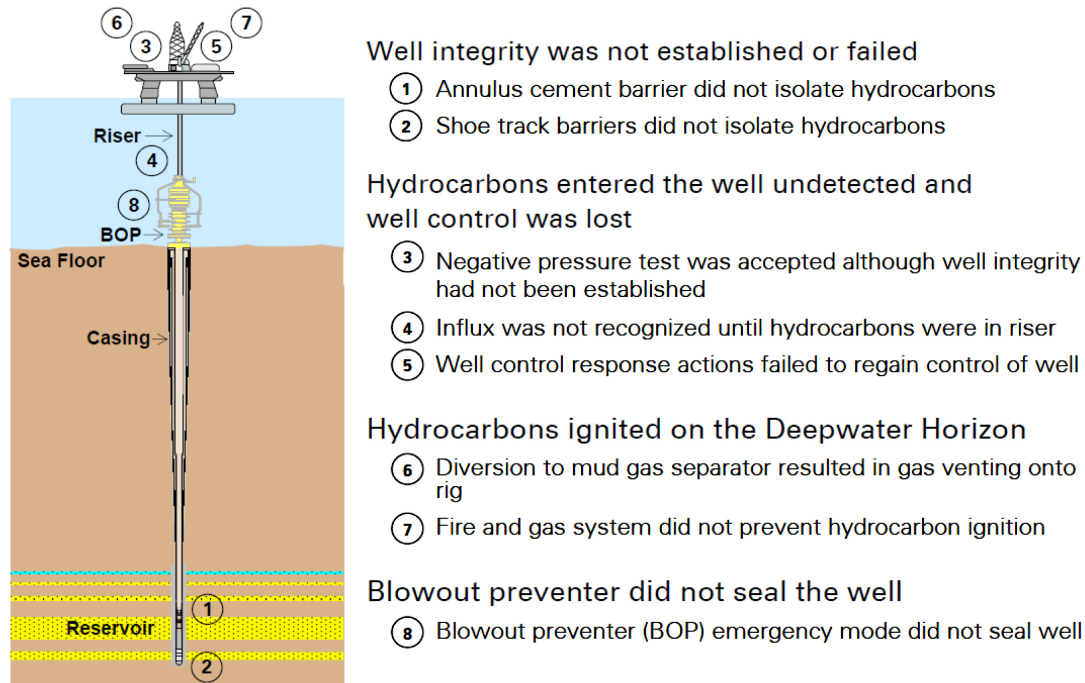 6
7
3
5
Riser
4
8
BOP
Sea Floor
Casing
1
Reservoir
2
Well integrity was not established or failed
1 Annulus cement barrier did not isolate hydrocarbons
2 Shoe track barriers did not isolate hydrocarbons
Hydrocarbons entered the well undetected and
well control was lost
3 Negative pressure test was accepted although well integrity
had not been established
4 Influx was not recognized until hydrocarbons were in riser
5 Well control response actions failed to regain control of well
Hydrocarbons ignited on the Deepwater Horizon
6 Diversion to mud gas separator resulted in gas venting onto
rig
7 Fire and gas system did not prevent hydrocarbon ignition
Blowout preventer did not seal the well
8 Blowout preventer (BOP) emergency mode did not seal well